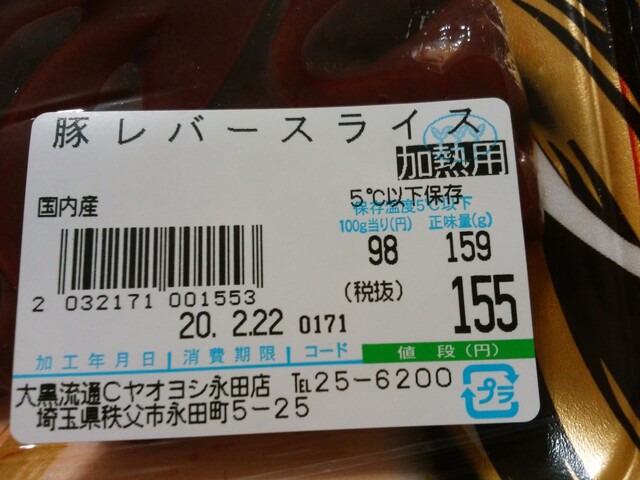 豚レバースライス
加熱用
5℃以下保存
国内産
保存温度5℃以下
100g当り(円) 正味量(g)
98 159
2 032171 001553
(税抜) 155
20. 2.22 0171
加工年月日 消費期限 コード 値段(円)
大黒流通Cヤオヨシ永田店 TEL25-6200
埼玉県秩父市永田町5-25
プラ